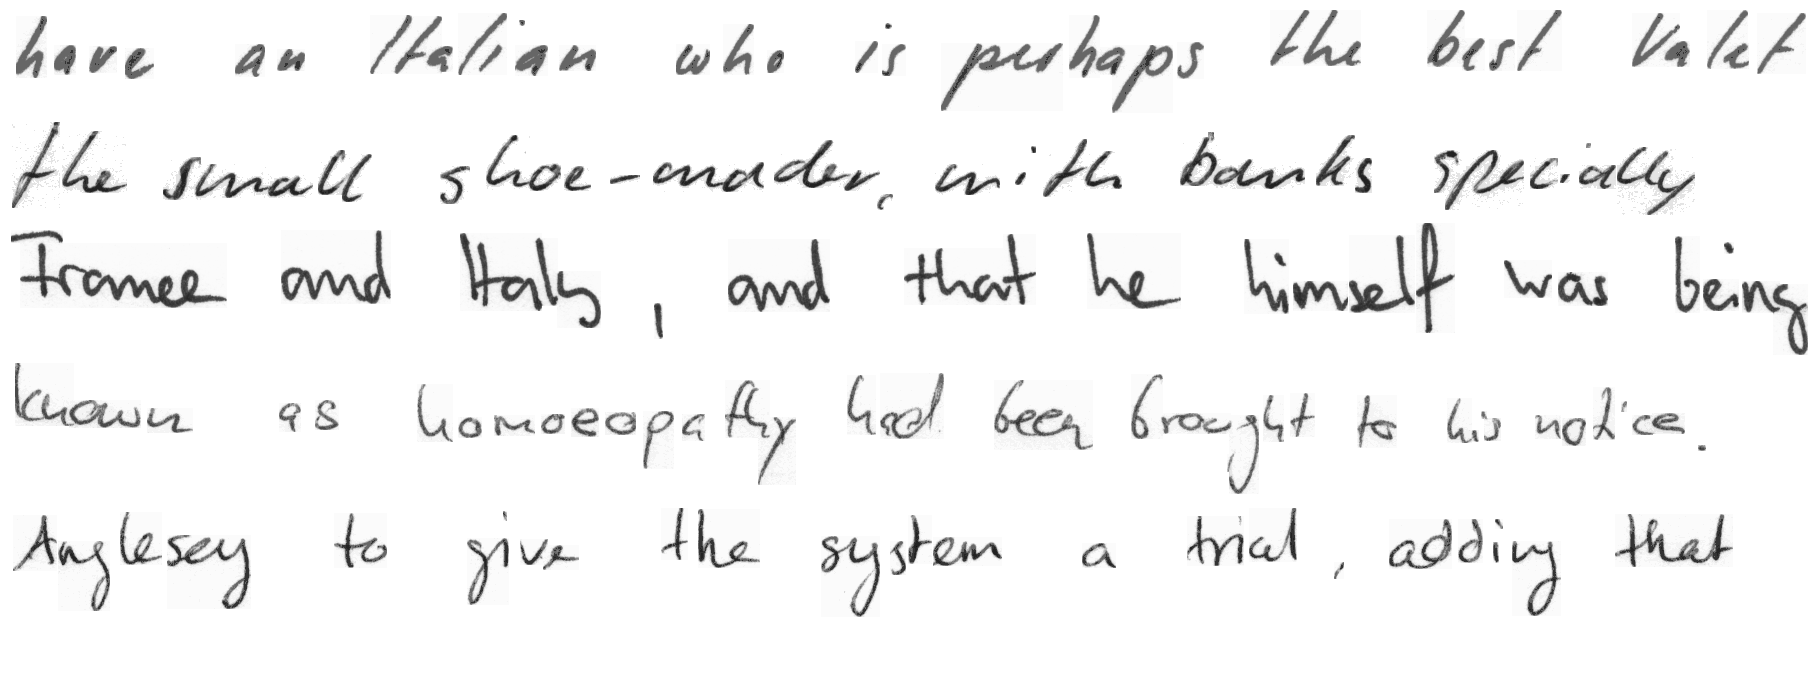 have an Italian who is perhaps the best Valet
the small shoe-mader, with banks specially
France and Italy, and that he himself was being
known as homoeopathy had been brought to his notice.
Anglesey to give the system a trial, adding that